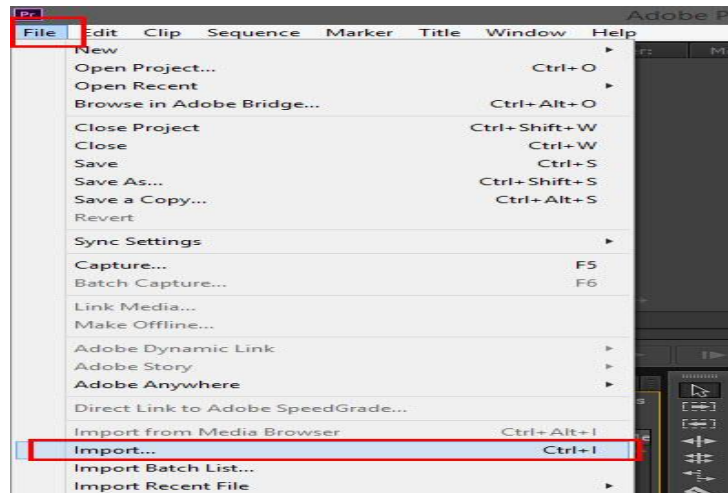 Pr
Adobe P
File Edit Clip Sequence Marker Title Window Help
New
Open Project... Ctrl+O
Open Recent
Browse in Adobe Bridge... Ctrl+Alt+O
Close Project Ctrl+Shift+W
Close Ctrl+W
Save Ctrl+S
Save As... Ctrl+Shift+S
Save a Copy... Ctrl+Alt+S
Revert
Sync Settings
Capture... F5
Batch Capture... F6
Link Media...
Make Offline...
Adobe Dynamic Link
Adobe Story
Adobe Anywhere
Direct Link to Adobe SpeedGrade...
Import from Media Browser Ctrl+Alt+I
Import... Ctrl+I
Import Batch List...
Import Recent File